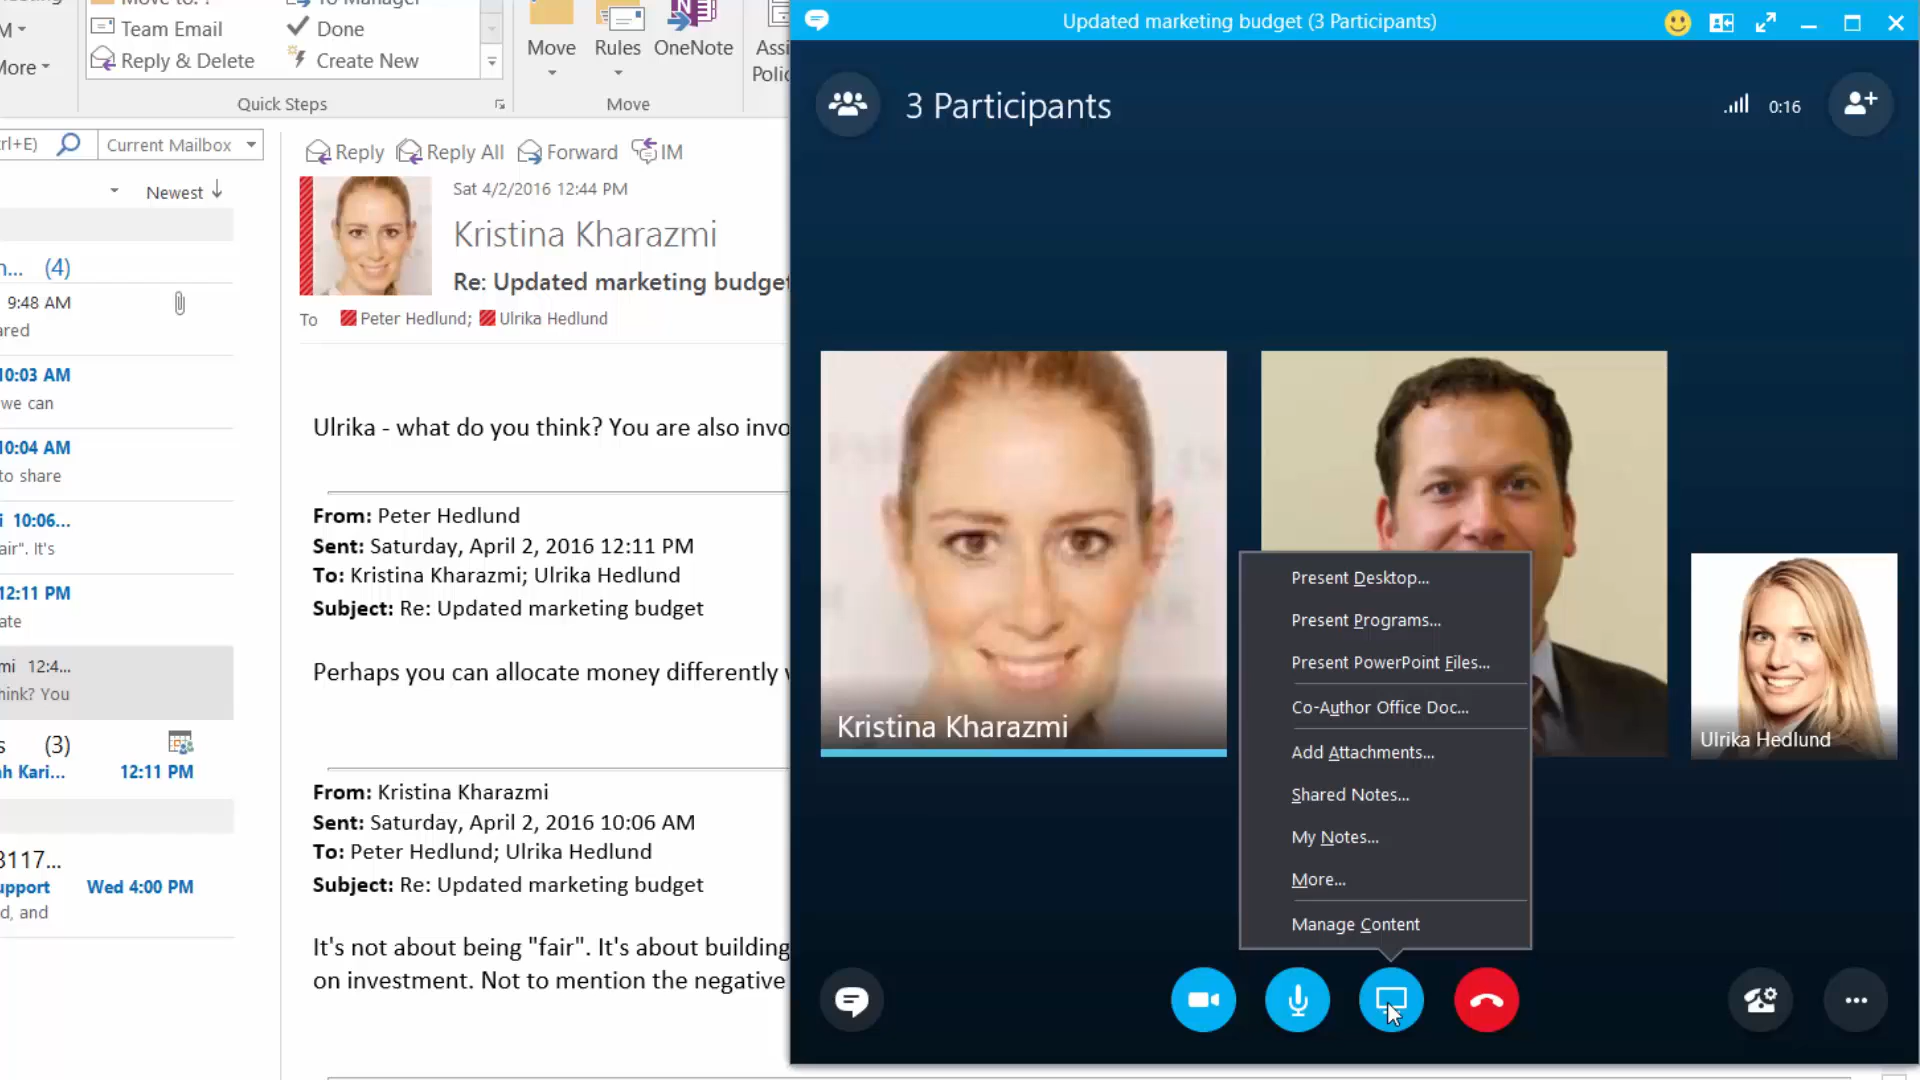 Team Email
Done
Reply & Delete
Create New
Quick Steps
Move
Rules
OneNote
Move
Current Mailbox
Newest
(4)
9:48 AM
10:03 AM
we can
10:04 AM
to share
10:06...
It's
12:11 PM
12:4...
You
(3)
12:11 PM
Wed 4:00 PM
d, and
Reply
Reply All
Forward
IM
Sat 4/2/2016 12:44 PM
Kristina Kharazmi
Re: Updated marketing budget
To Peter Hedlund; Ulrika Hedlund
Ulrika - what do you think? You are also invo
From: Peter Hedlund
Sent: Saturday, April 2, 2016 12:11 PM
To: Kristina Kharazmi; Ulrika Hedlund
Subject: Re: Updated marketing budget
Perhaps you can allocate money differently
From: Kristina Kharazmi
Sent: Saturday, April 2, 2016 10:06 AM
To: Peter Hedlund; Ulrika Hedlund
Subject: Re: Updated marketing budget
It's not about being "fair". It's about building
on investment. Not to mention the negative
Updated marketing budget (3 Participants)
3 Participants
0:16
Kristina Kharazmi
Ulrika Hedlund
Present Desktop...
Present Programs...
Present PowerPoint Files...
Co-Author Office Doc...
Add Attachments...
Shared Notes...
My Notes...
More...
Manage Content